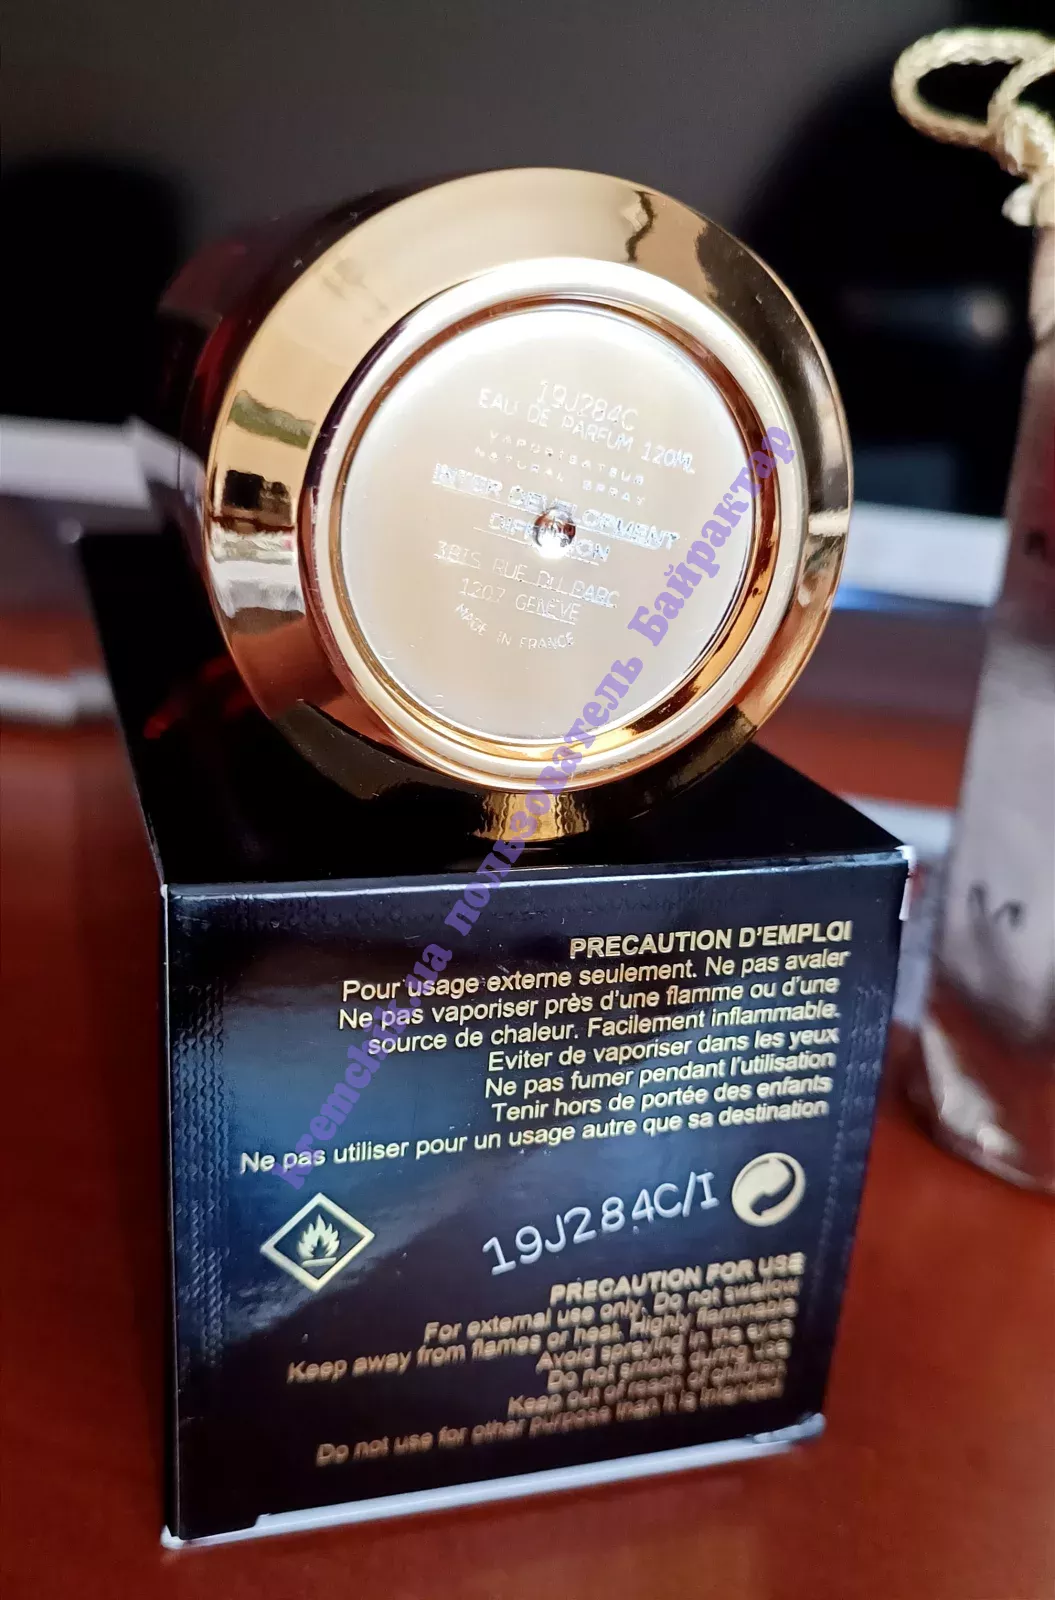 19J284C
EAU DE PARFUM 120ML
VAPORISATEUR
NATURAL SPRAY
INTER DEVELOPMENT
3BIS RUE DU PARC
1207 GENÈVE
MADE IN FRANCE
kremchik.ua пользователь Байрактар
PRECAUTION D'EMPLOI
Pour usage externe seulement. Ne pas avaler
Ne pas vaporiser près d'une flamme ou d'une
source de chaleur. Facilement inflammable.
Eviter de vaporiser dans les yeux
Ne pas fumer pendant l'utilisation
Tenir hors de portée des enfants
Ne pas utiliser pour un usage autre que sa destination
19J284C/I
PRECAUTION FOR USE
For external use only. Do not swallow
Keep away from flames or heat. Highly flammable
Avoid spraying in the eyes
Do not smoke during use
Keep out of reach of children
Do not use for other purpose than it is intended